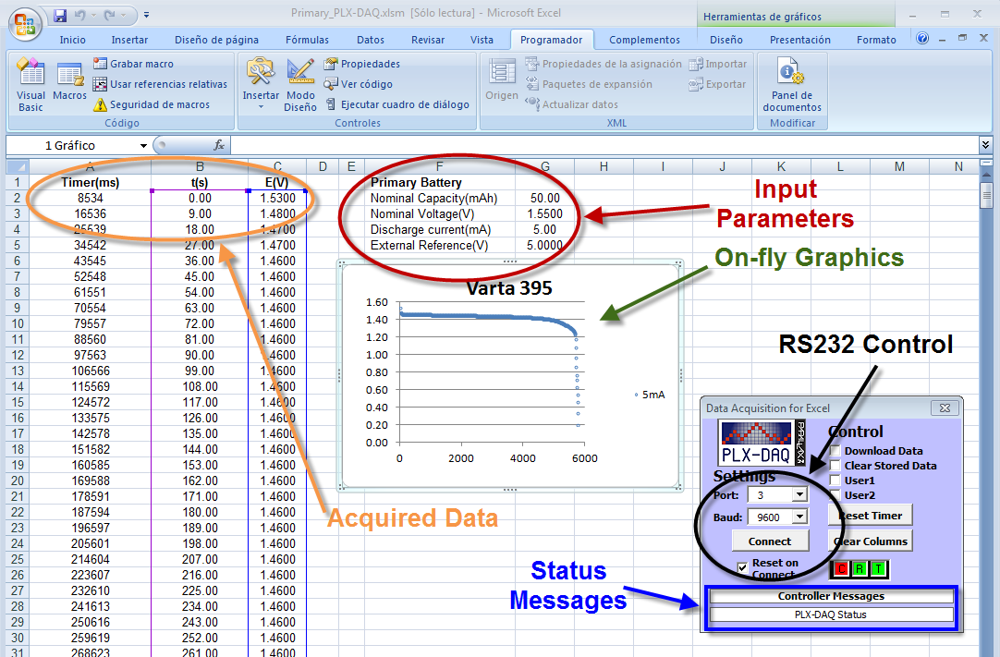 Primary_PLX-DAQ.xlsm [Sólo lectura] - Microsoft Excel
Herramientas de gráficos
Inicio Insertar Diseño de página Fórmulas Datos Revisar Vista Programador Complementos Diseño Presentación Formato
Visual Basic
Macros
Grabar macro
Usar referencias relativas
Seguridad de macros
Código
Insertar
Modo Diseño
Propiedades
Ver código
Ejecutar cuadro de diálogo
Controles
Origen
Propiedades de la asignación
Paquetes de expansión
Actualizar datos
Importar
Exportar
XML
Panel de documentos
Modificar
1 Gráfico
fx
A B C D E F G H I J K L M N
1 Timer(ms) t(s) E(V) Primary Battery
2 8534 0.00 1.5300 Nominal Capacity(mAh) 50.00
3 16536 9.00 1.4800 Nominal Voltage(V) 1.5500
4 25539 18.00 1.4700 Discharge current(mA) 5.00
5 34542 27.00 1.4700 External Reference(V) 5.0000
6 43545 36.00 1.4600
7 52548 45.00 1.4600
8 61551 54.00 1.4600
9 70554 63.00 1.4600
10 79557 72.00 1.4600
11 88560 81.00 1.4600
12 97563 90.00 1.4600
13 106566 99.00 1.4600
14 115569 108.00 1.4600
15 124572 117.00 1.4600
16 133575 126.00 1.4600
17 142578 135.00 1.4600
18 151582 144.00 1.4600
19 160585 153.00 1.4600
20 169588 162.00 1.4600
21 178591 171.00 1.4600
22 187594 180.00 1.4600
23 196597 189.00 1.4600
24 205601 198.00 1.4600
25 214604 207.00 1.4600
26 223607 216.00 1.4600
27 232610 225.00 1.4600
28 241613 234.00 1.4600
29 250616 243.00 1.4600
30 259619 252.00 1.4600
31 268623 261.00 1.4600
Input
Parameters
On-fly Graphics
Varta 395
1.60
1.40
1.20
1.00
0.80
0.60
0.40
0.20
0.00
0 2000 4000 6000
5mA
RS232 Control
Acquired Data
Status
Messages
Data Acquisition for Excel
PARALLAX
PLX-DAQ
Control
Download Data
Clear Stored Data
User1
User2
Settings
Port: 3
Baud: 9600
Reset Timer
Connect
Clear Columns
Reset on
Connect
C R T
Controller Messages
PLX-DAQ Status